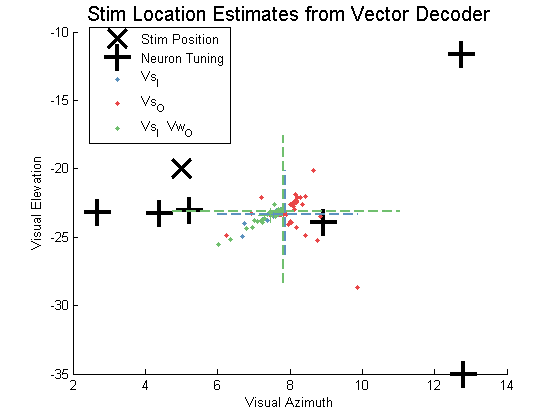 Stim Location Estimates from Vector Decoder
-10
-15
-20
-25
-30
-35
2
4
6
8
10
12
14
Visual Elevation
Visual Azimuth
Stim Position
Neuron Tuning
Vs_I
Vs_O
Vs_I Vw_O